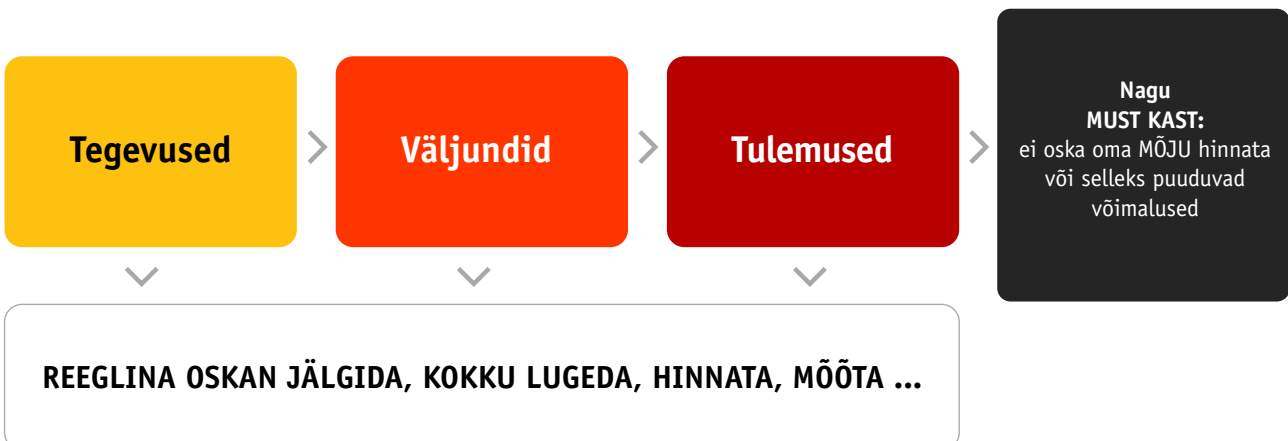 Tegevused
Väljundid
Tulemused
Nagu
MUST KAST:
ei oska oma MÕJU hinnata
või selleks puuduvad
võimalused
REEGLINA OSKAN JÄLGIDA, KOKKU LUGEDA, HINNATA, MÕÕTA ...